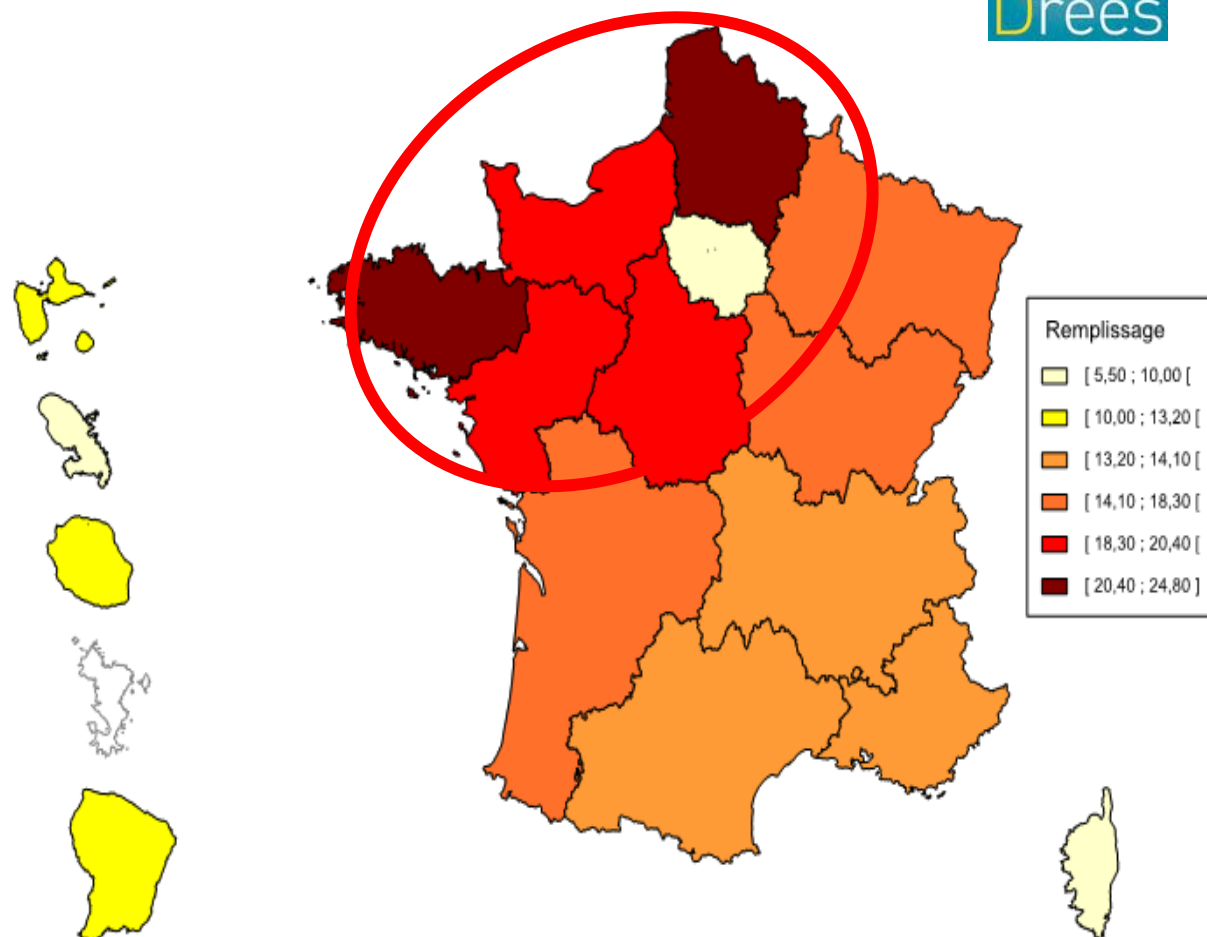 Drees
Remplissage
[ 5,50 ; 10,00 [
[ 10,00 ; 13,20 [
[ 13,20 ; 14,10 [
[ 14,10 ; 18,30 [
[ 18,30 ; 20,40 [
[ 20,40 ; 24,80 ]